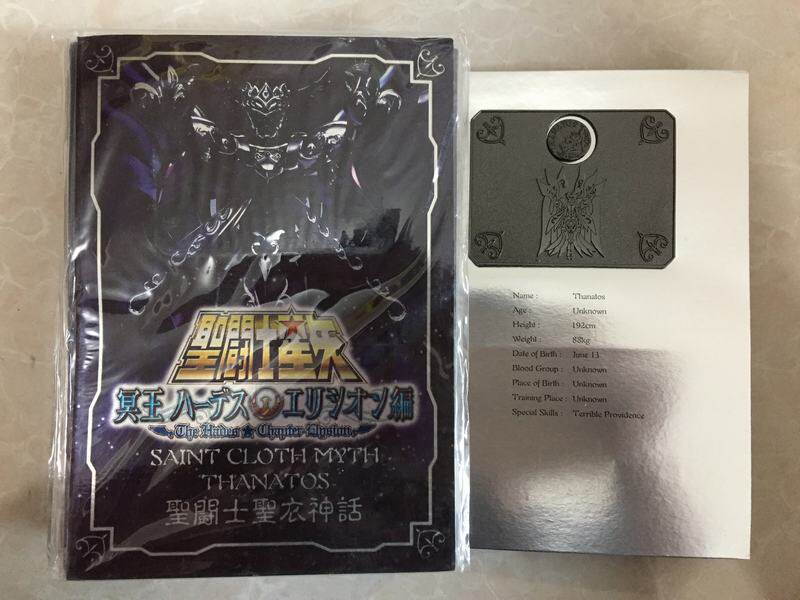 聖闘士星矢
冥王 ハーデス エリシオン編
The Hades Chapter Elysion
SAINT CLOTH MYTH
THANATOS
聖闘士聖衣神話
Name : Thanatos
Age : Unknown
Height : 192cm
Weight : 88kg
Date of Birth : June 13
Blood Group : Unknown
Place of Birth : Unknown
Training Place : Unknown
Special Skills : Terrible Providence